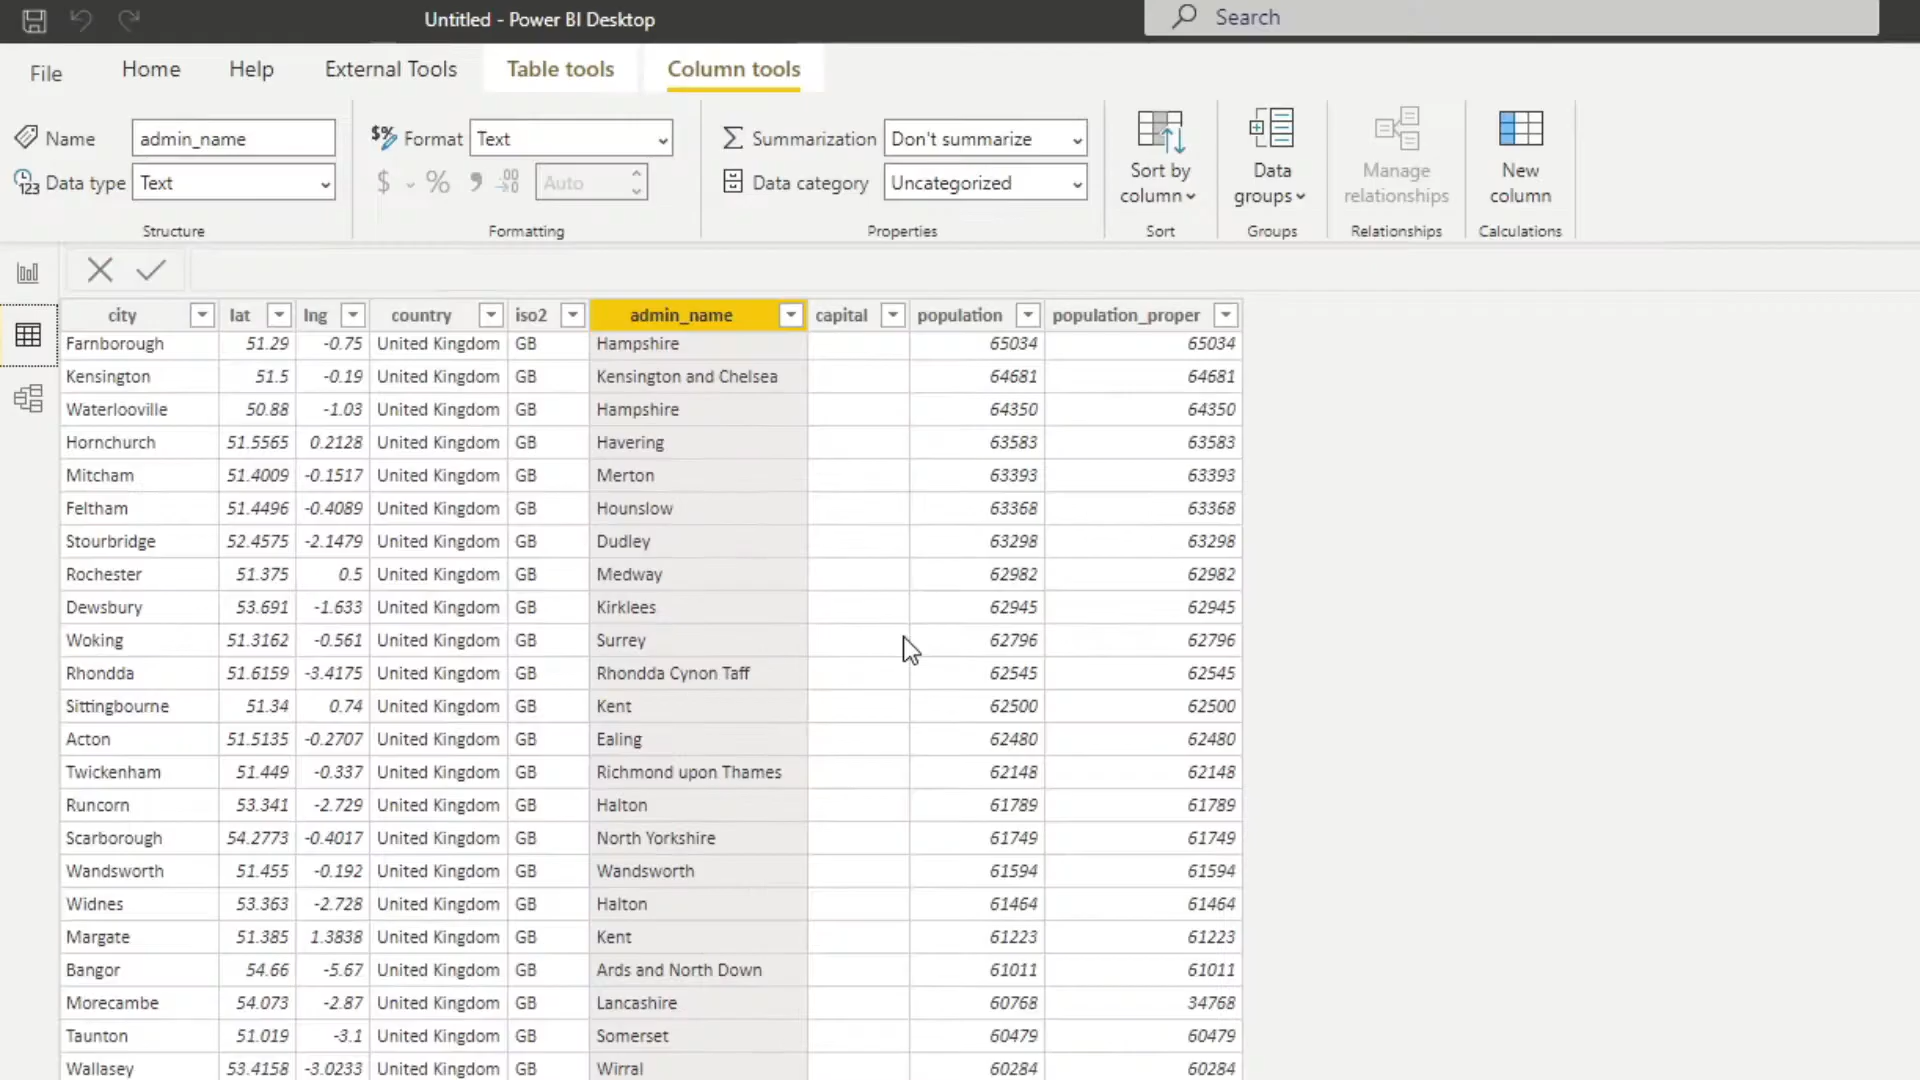 Untitled - Power BI Desktop
Search
File Home Help External Tools Table tools Column tools
Name admin_name $% Format Text Summarization Don't summarize
123 Data type Text $ % 9 .00 →0 Auto Data category Uncategorized
Sort by column
Data groups
Manage relationships
New column
Structure Formatting Properties Sort Groups Relationships Calculations
city lat lng country iso2 admin_name capital population population_proper
Farnborough 51.29 -0.75 United Kingdom GB Hampshire 65034 65034
Kensington 51.5 -0.19 United Kingdom GB Kensington and Chelsea 64681 64681
Waterlooville 50.88 -1.03 United Kingdom GB Hampshire 64350 64350
Hornchurch 51.5565 0.2128 United Kingdom GB Havering 63583 63583
Mitcham 51.4009 -0.1517 United Kingdom GB Merton 63393 63393
Feltham 51.4496 -0.4089 United Kingdom GB Hounslow 63368 63368
Stourbridge 52.4575 -2.1479 United Kingdom GB Dudley 63298 63298
Rochester 51.375 0.5 United Kingdom GB Medway 62982 62982
Dewsbury 53.691 -1.633 United Kingdom GB Kirklees 62945 62945
Woking 51.3162 -0.561 United Kingdom GB Surrey 62796 62796
Rhondda 51.6159 -3.4175 United Kingdom GB Rhondda Cynon Taff 62545 62545
Sittingbourne 51.34 0.74 United Kingdom GB Kent 62500 62500
Acton 51.5135 -0.2707 United Kingdom GB Ealing 62480 62480
Twickenham 51.449 -0.337 United Kingdom GB Richmond upon Thames 62148 62148
Runcorn 53.341 -2.729 United Kingdom GB Halton 61789 61789
Scarborough 54.2773 -0.4017 United Kingdom GB North Yorkshire 61749 61749
Wandsworth 51.455 -0.192 United Kingdom GB Wandsworth 61594 61594
Widnes 53.363 -2.728 United Kingdom GB Halton 61464 61464
Margate 51.385 1.3838 United Kingdom GB Kent 61223 61223
Bangor 54.66 -5.67 United Kingdom GB Ards and North Down 61011 61011
Morecambe 54.073 -2.87 United Kingdom GB Lancashire 60768 34768
Taunton 51.019 -3.1 United Kingdom GB Somerset 60479 60479
Wallasey 53.4158 -3.0233 United Kingdom GB Wirral 60284 60284